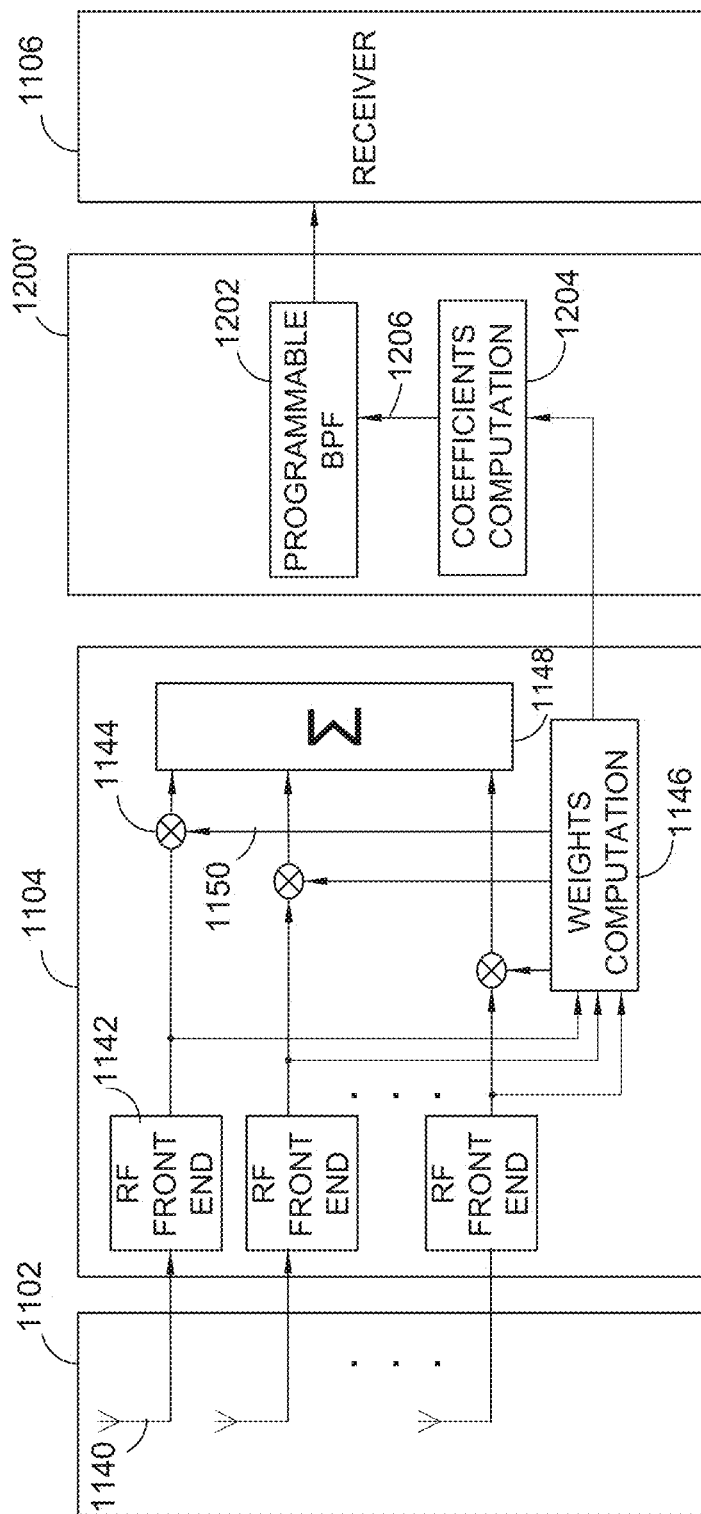 1102
1140
1104
1142
RF
FRONT
END
RF
FRONT
END
RF
FRONT
END
. . .
. . .
1144
1150
Σ
1148
WEIGHTS
COMPUTATION
1146
1200'
1202
PROGRAMMABLE
BPF
1206
COEFFICIENTS
COMPUTATION
1204
1106
RECEIVER